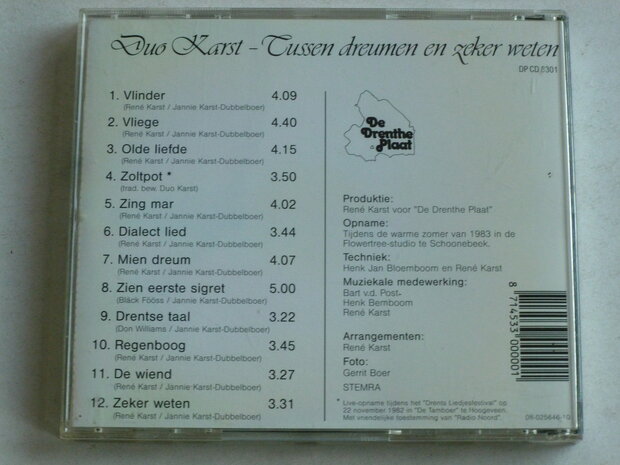 Duo Karst – Tussen dreumen en zeker weten
DP CD 8301
1. Vlinder 4.09
(René Karst / Jannie Karst-Dubbelboer)
2. Vliege 4.40
(René Karst / Jannie Karst-Dubbelboer)
3. Olde liefde 4.15
(René Karst / Jannie Karst-Dubbelboer)
4. Zoltpot * 3.50
(trad. bew. Duo Karst)
5. Zing mar 4.02
(René Karst / Jannie Karst-Dubbelboer)
6. Dialect lied 3.44
(René Karst / Jannie Karst-Dubbelboer)
7. Mien dreum 4.07
(René Karst / Jannie Karst-Dubbelboer)
8. Zien eerste sigret 5.00
(Bläck Fööss / Jannie Karst-Dubbelboer)
9. Drentse taal 3.22
(Don Williams / Jannie Karst-Dubbelboer)
10. Regenboog 3.45
(René Karst / Jannie Karst-Dubbelboer)
11. De wiend 3.27
(René Karst / Jannie Karst-Dubbelboer)
12. Zeker weten 3.31
(René Karst / Jannie Karst-Dubbelboer)
De
Drenthe
Plaat
Produktie:
René Karst voor "De Drenthe Plaat"
Opname:
Tijdens de warme zomer van 1983 in de
Flowertree-studio te Schoonebeek.
Techniek:
Henk Jan Bloemboom en René Karst
Muziekale medewerking:
Bart v.d. Post
Henk Bernboom
René Karst
Arrangementen:
René Karst
Foto:
Gerrit Boer
STEMRA
* Live-opname tijdens het "Drents Liedjesfestival" op
22 november 1982 in "De Tamboer" te Hoogeveen.
Met vriendelijke toestemming van "Radio Noord".
8 714533 000001
08-025646-10